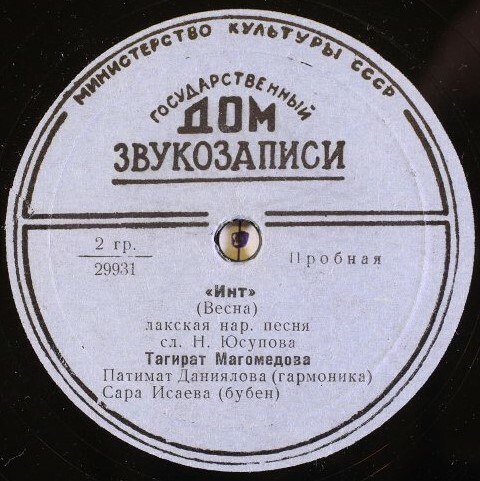 МИНИСТЕРСТВО КУЛЬТУРЫ СССР
ГОСУДАРСТВЕННЫЙ
ДОМ
ЗВУКОЗАПИСИ
2 гр.
29931
Пробная
«Инт»
(Весна)
лакская нар. песня
сл. Н. Юсупова
Тагират Магомедова
Патимат Даниялова (гармоника)
Сара Исаева (бубен)